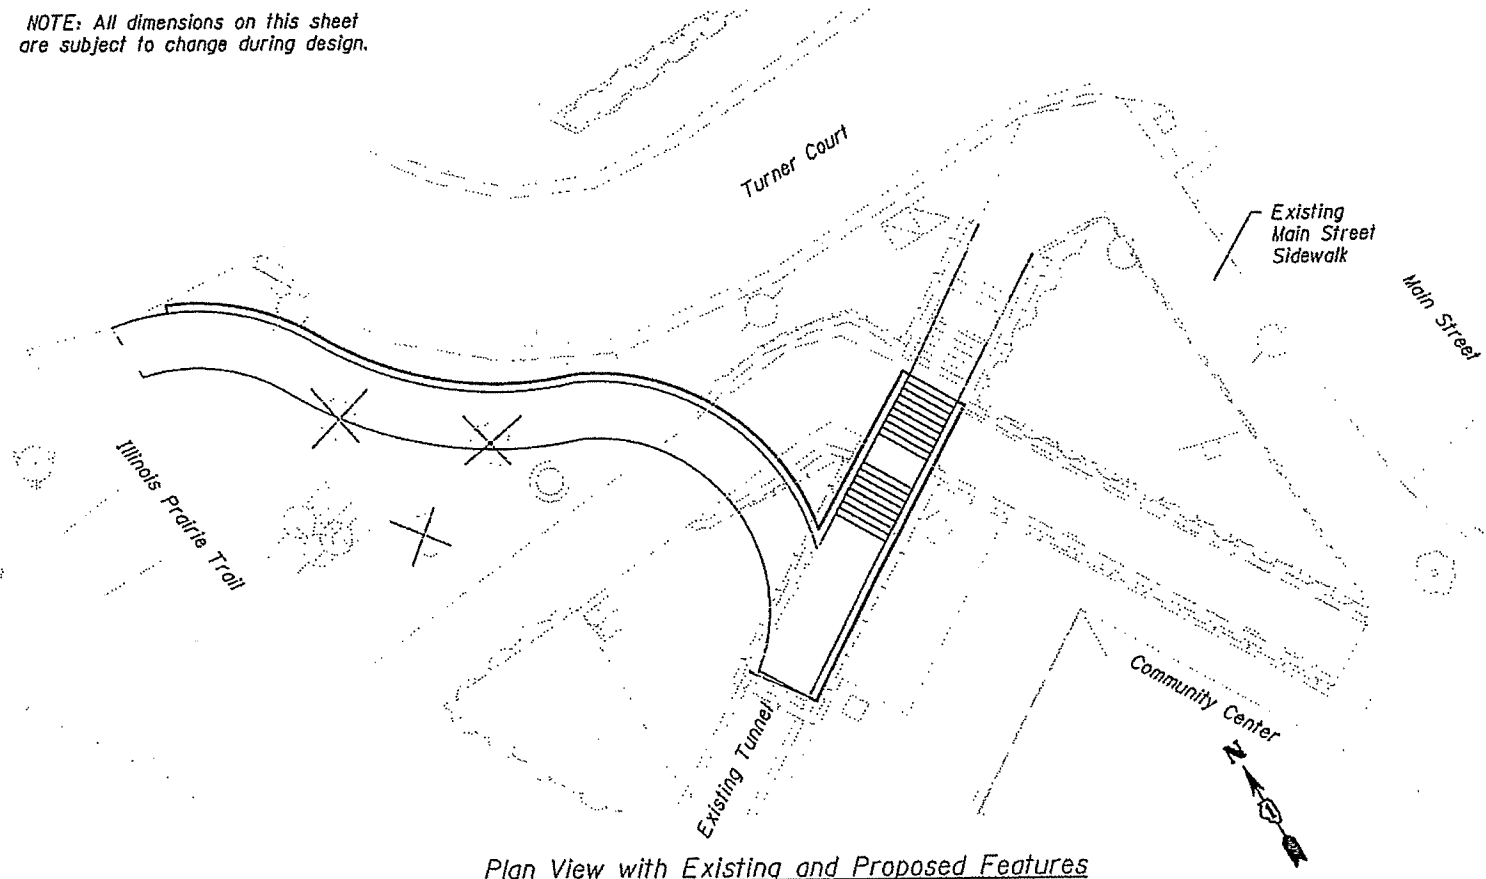 NOTE: All dimensions on this sheet
are subject to change during design.
Turner Court
Existing
Main Street
Sidewalk
Main Street
Illinois Prairie Trail
Community Center
Existing Tunnel
N
Plan View with Existing and Proposed Features